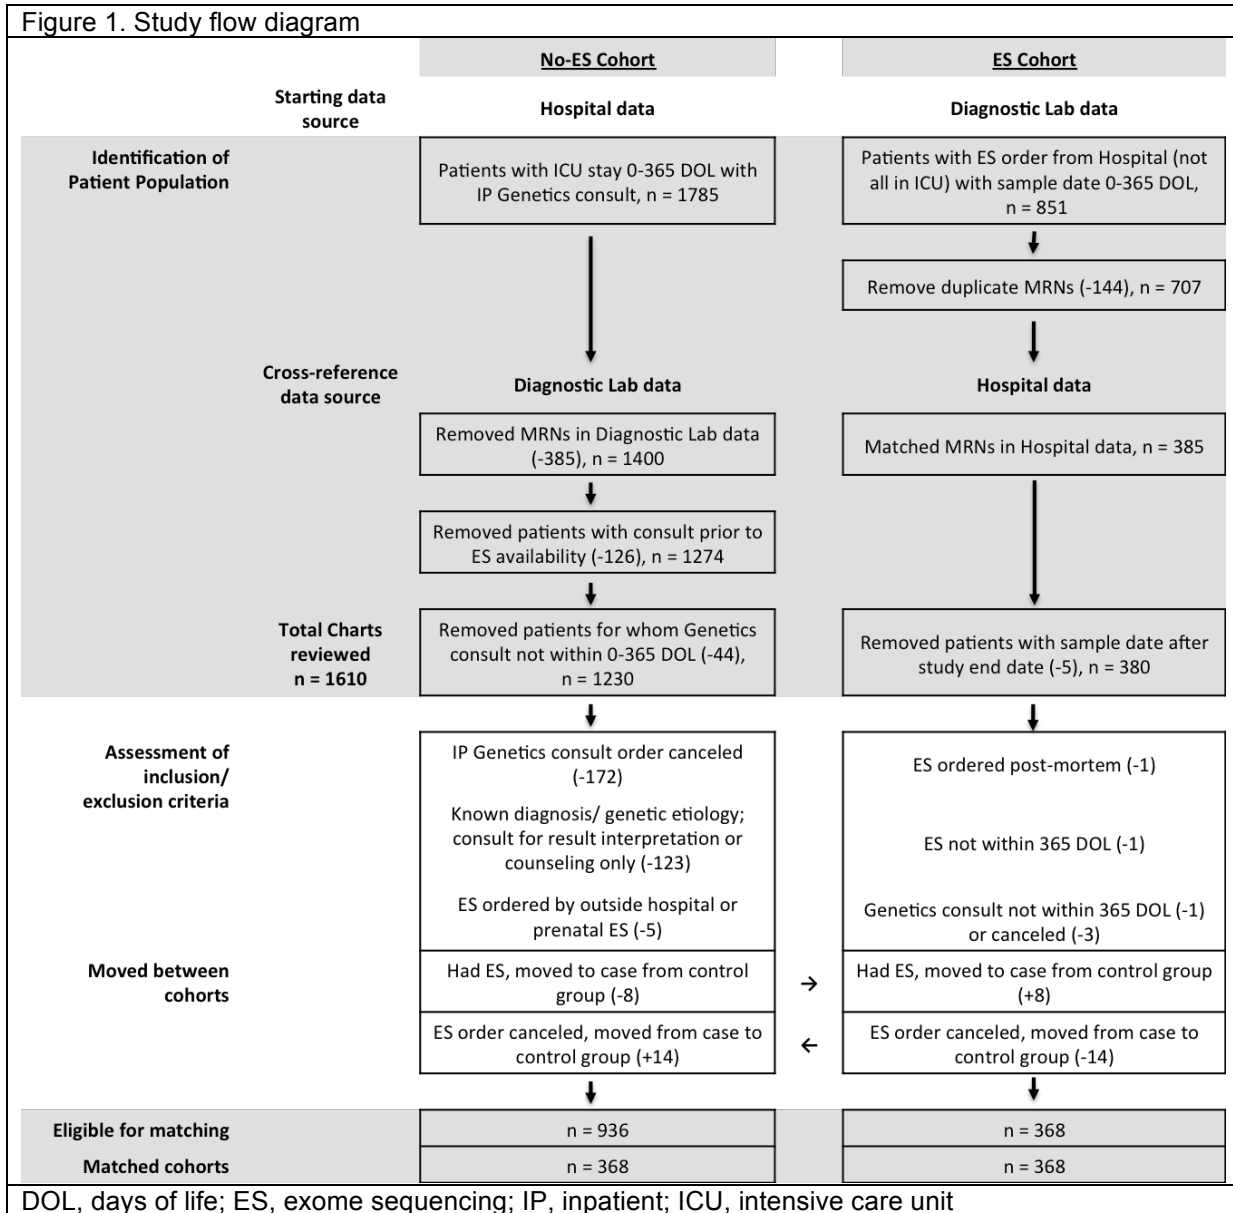 Figure 1. Study flow diagram
No-ES Cohort
ES Cohort
Starting data
source
Hospital data
Diagnostic Lab data
Identification of
Patient Population
Patients with ICU stay 0-365 DOL with
IP Genetics consult, n = 1785
Patients with ES order from Hospital (not
all in ICU) with sample date 0-365 DOL,
n = 851
Remove duplicate MRNs (-144), n = 707
Cross-reference
data source
Diagnostic Lab data
Hospital data
Removed MRNs in Diagnostic Lab data
(-385), n = 1400
Matched MRNs in Hospital data, n = 385
Removed patients with consult prior to
ES availability (-126), n = 1274
Total Charts
reviewed
n = 1610
Removed patients for whom Genetics
consult not within 0-365 DOL (-44),
n = 1230
Removed patients with sample date after
study end date (-5), n = 380
Assessment of
inclusion/
exclusion criteria
IP Genetics consult order canceled
(-172)
Known diagnosis/ genetic etiology;
consult for result interpretation or
counseling only (-123)
ES ordered by outside hospital or
prenatal ES (-5)
ES ordered post-mortem (-1)
ES not within 365 DOL (-1)
Genetics consult not within 365 DOL (-1)
or canceled (-3)
Moved between
cohorts
Had ES, moved to case from control
group (-8)
→
Had ES, moved to case from control group
(+8)
ES order canceled, moved from case to
control group (+14)
←
ES order canceled, moved from case to
control group (-14)
Eligible for matching
n = 936
n = 368
Matched cohorts
n = 368
n = 368
DOL, days of life; ES, exome sequencing; IP, inpatient; ICU, intensive care unit